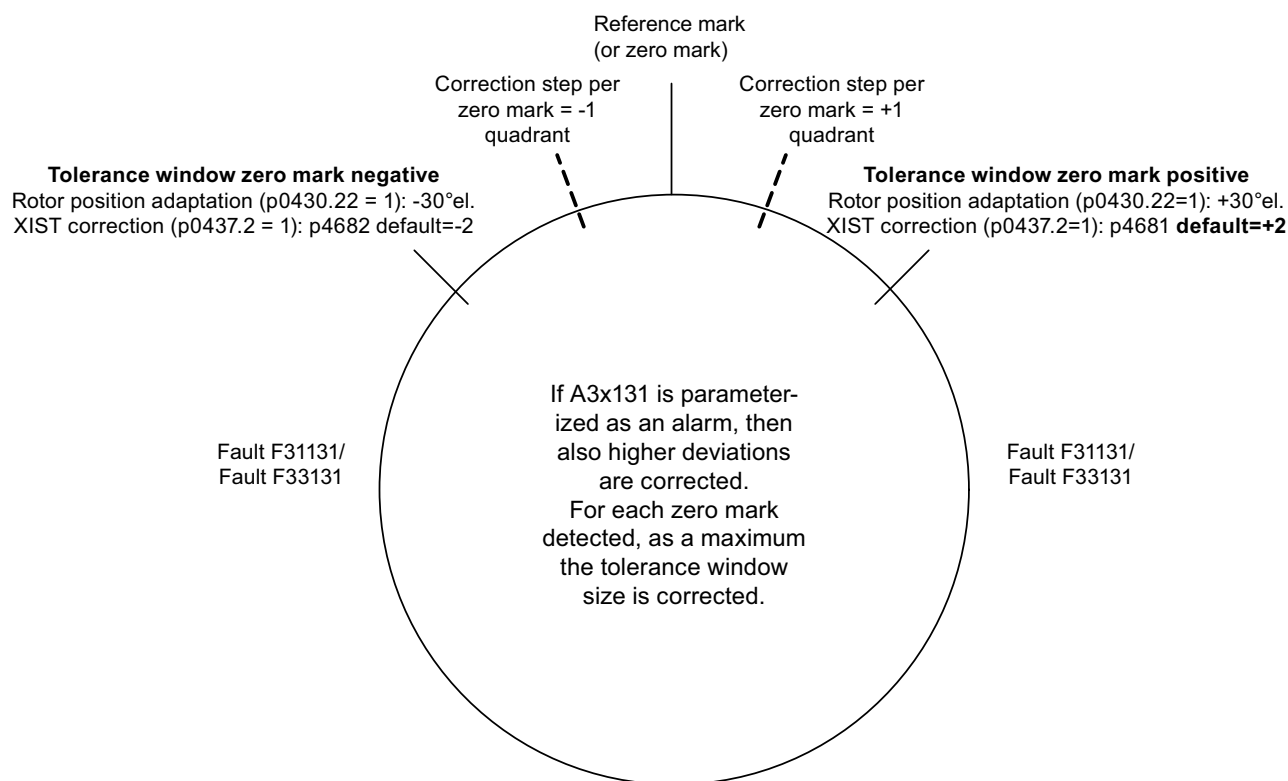 Reference mark
(or zero mark)
Correction step per
zero mark = -1
quadrant
Correction step per
zero mark = +1
quadrant
Tolerance window zero mark negative
Rotor position adaptation (p0430.22 = 1): -30°el.
XIST correction (p0437.2 = 1): p4682 default=-2
Tolerance window zero mark positive
Rotor position adaptation (p0430.22=1): +30°el.
XIST correction (p0437.2=1): p4681 default=+2
If A3x131 is parameter-
ized as an alarm, then
also higher deviations
are corrected.
For each zero mark
detected, as a maximum
the tolerance window
size is corrected.
Fault F31131/
Fault F33131
Fault F31131/
Fault F33131